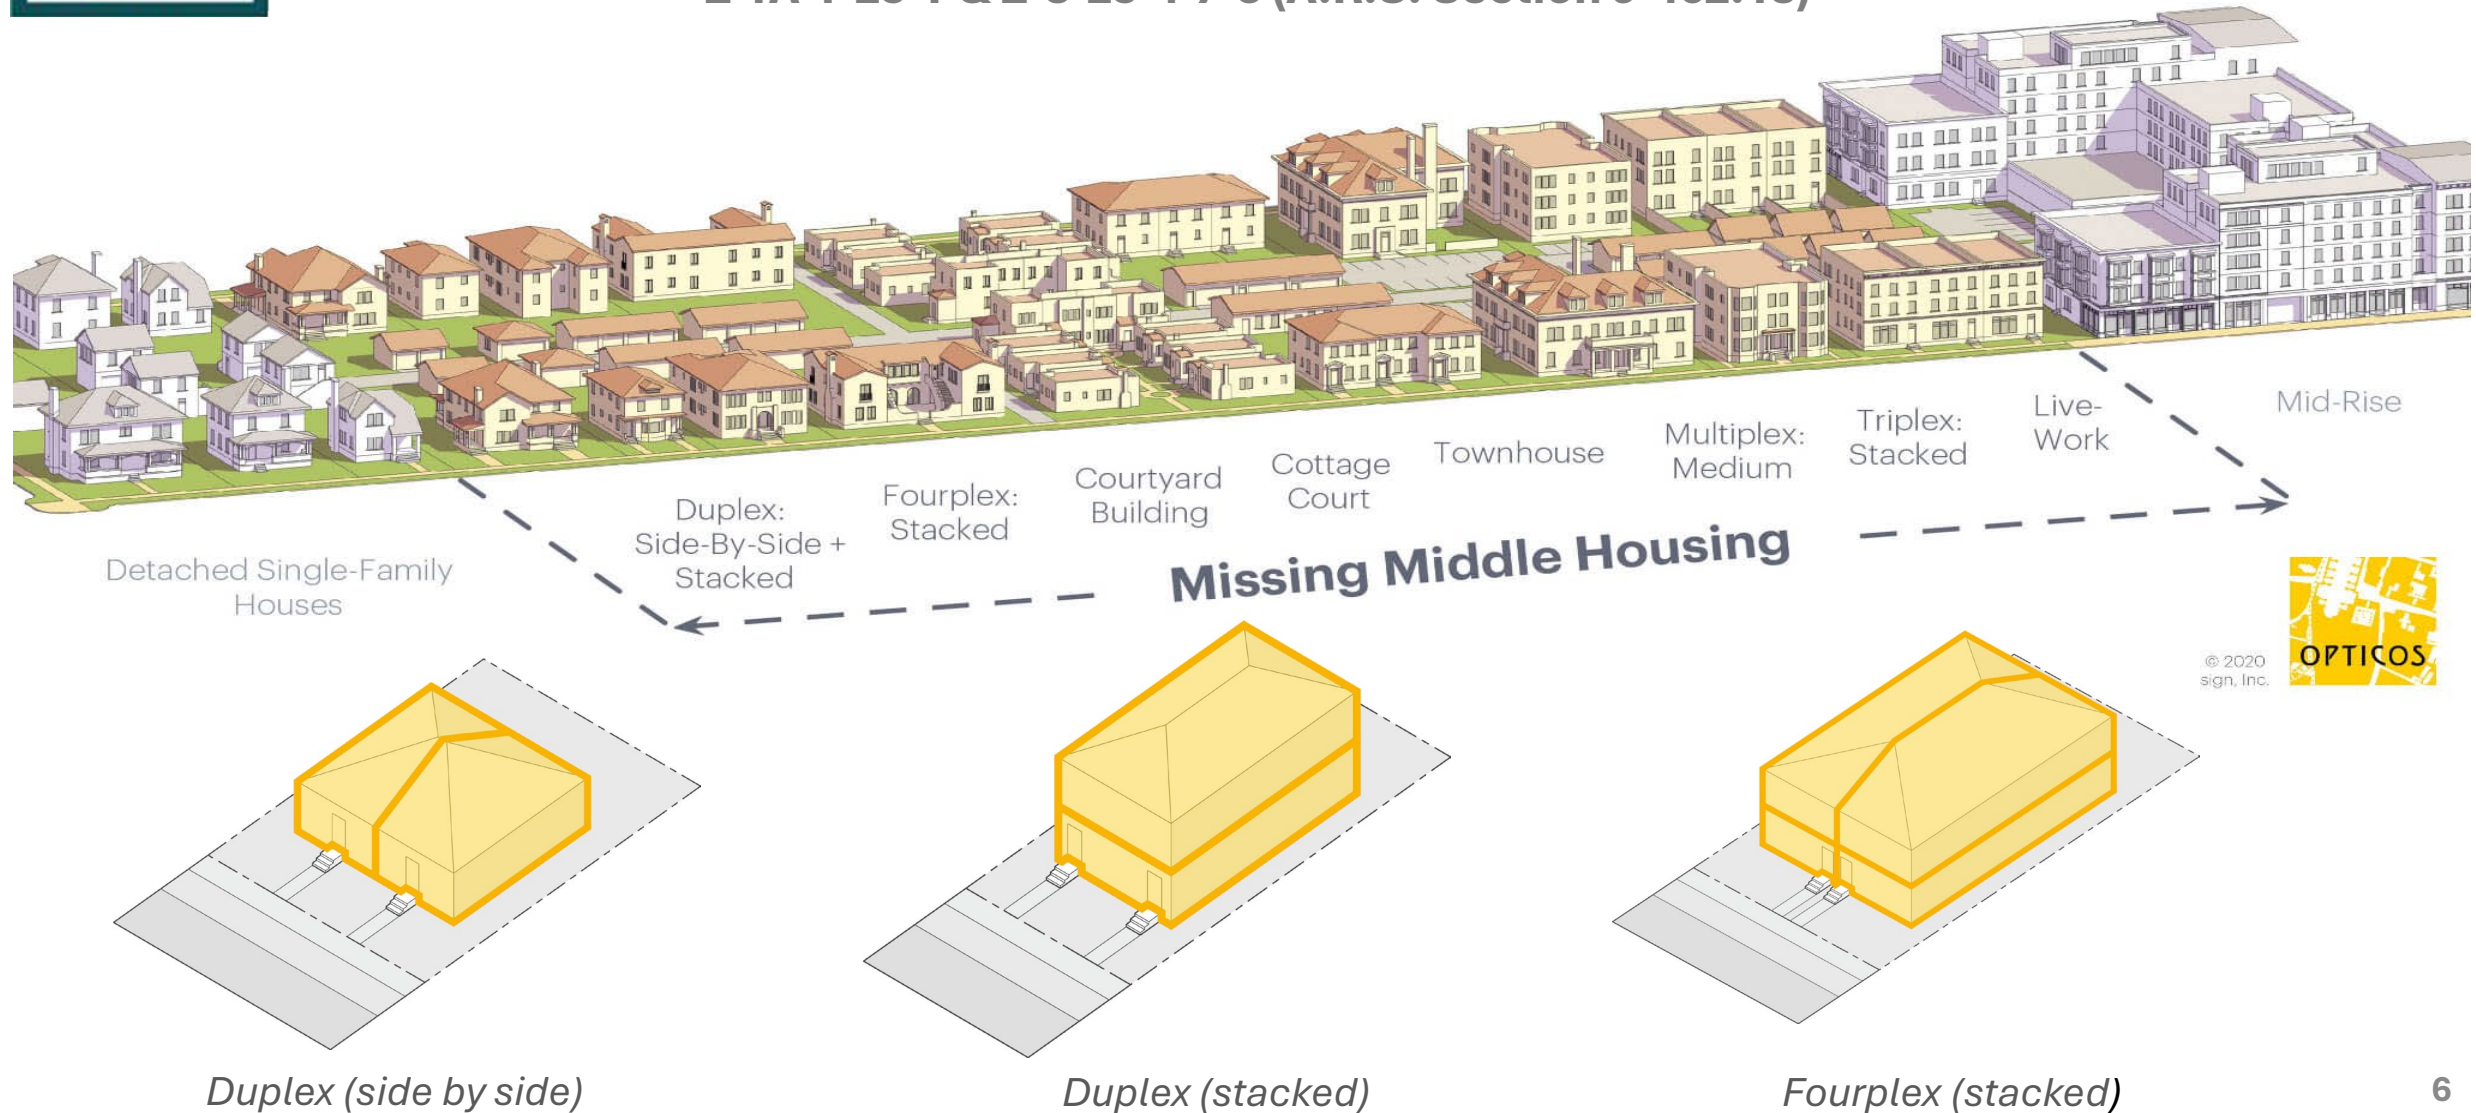 Mid-Rise
Live-
Work
Triplex:
Stacked
Multiplex:
Medium
Townhouse
Cottage
Court
Courtyard
Building
Fourplex:
Stacked
Duplex:
Side-By-Side +
Stacked
Detached Single-Family
Houses
Missing Middle Housing
© 2020
sign, Inc.
OPTICOS
Duplex (side by side)
Duplex (stacked)
Fourplex (stacked)
6